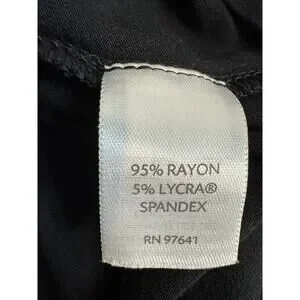 95% RAYON
5% LYCRA®
SPANDEX
RN 97641